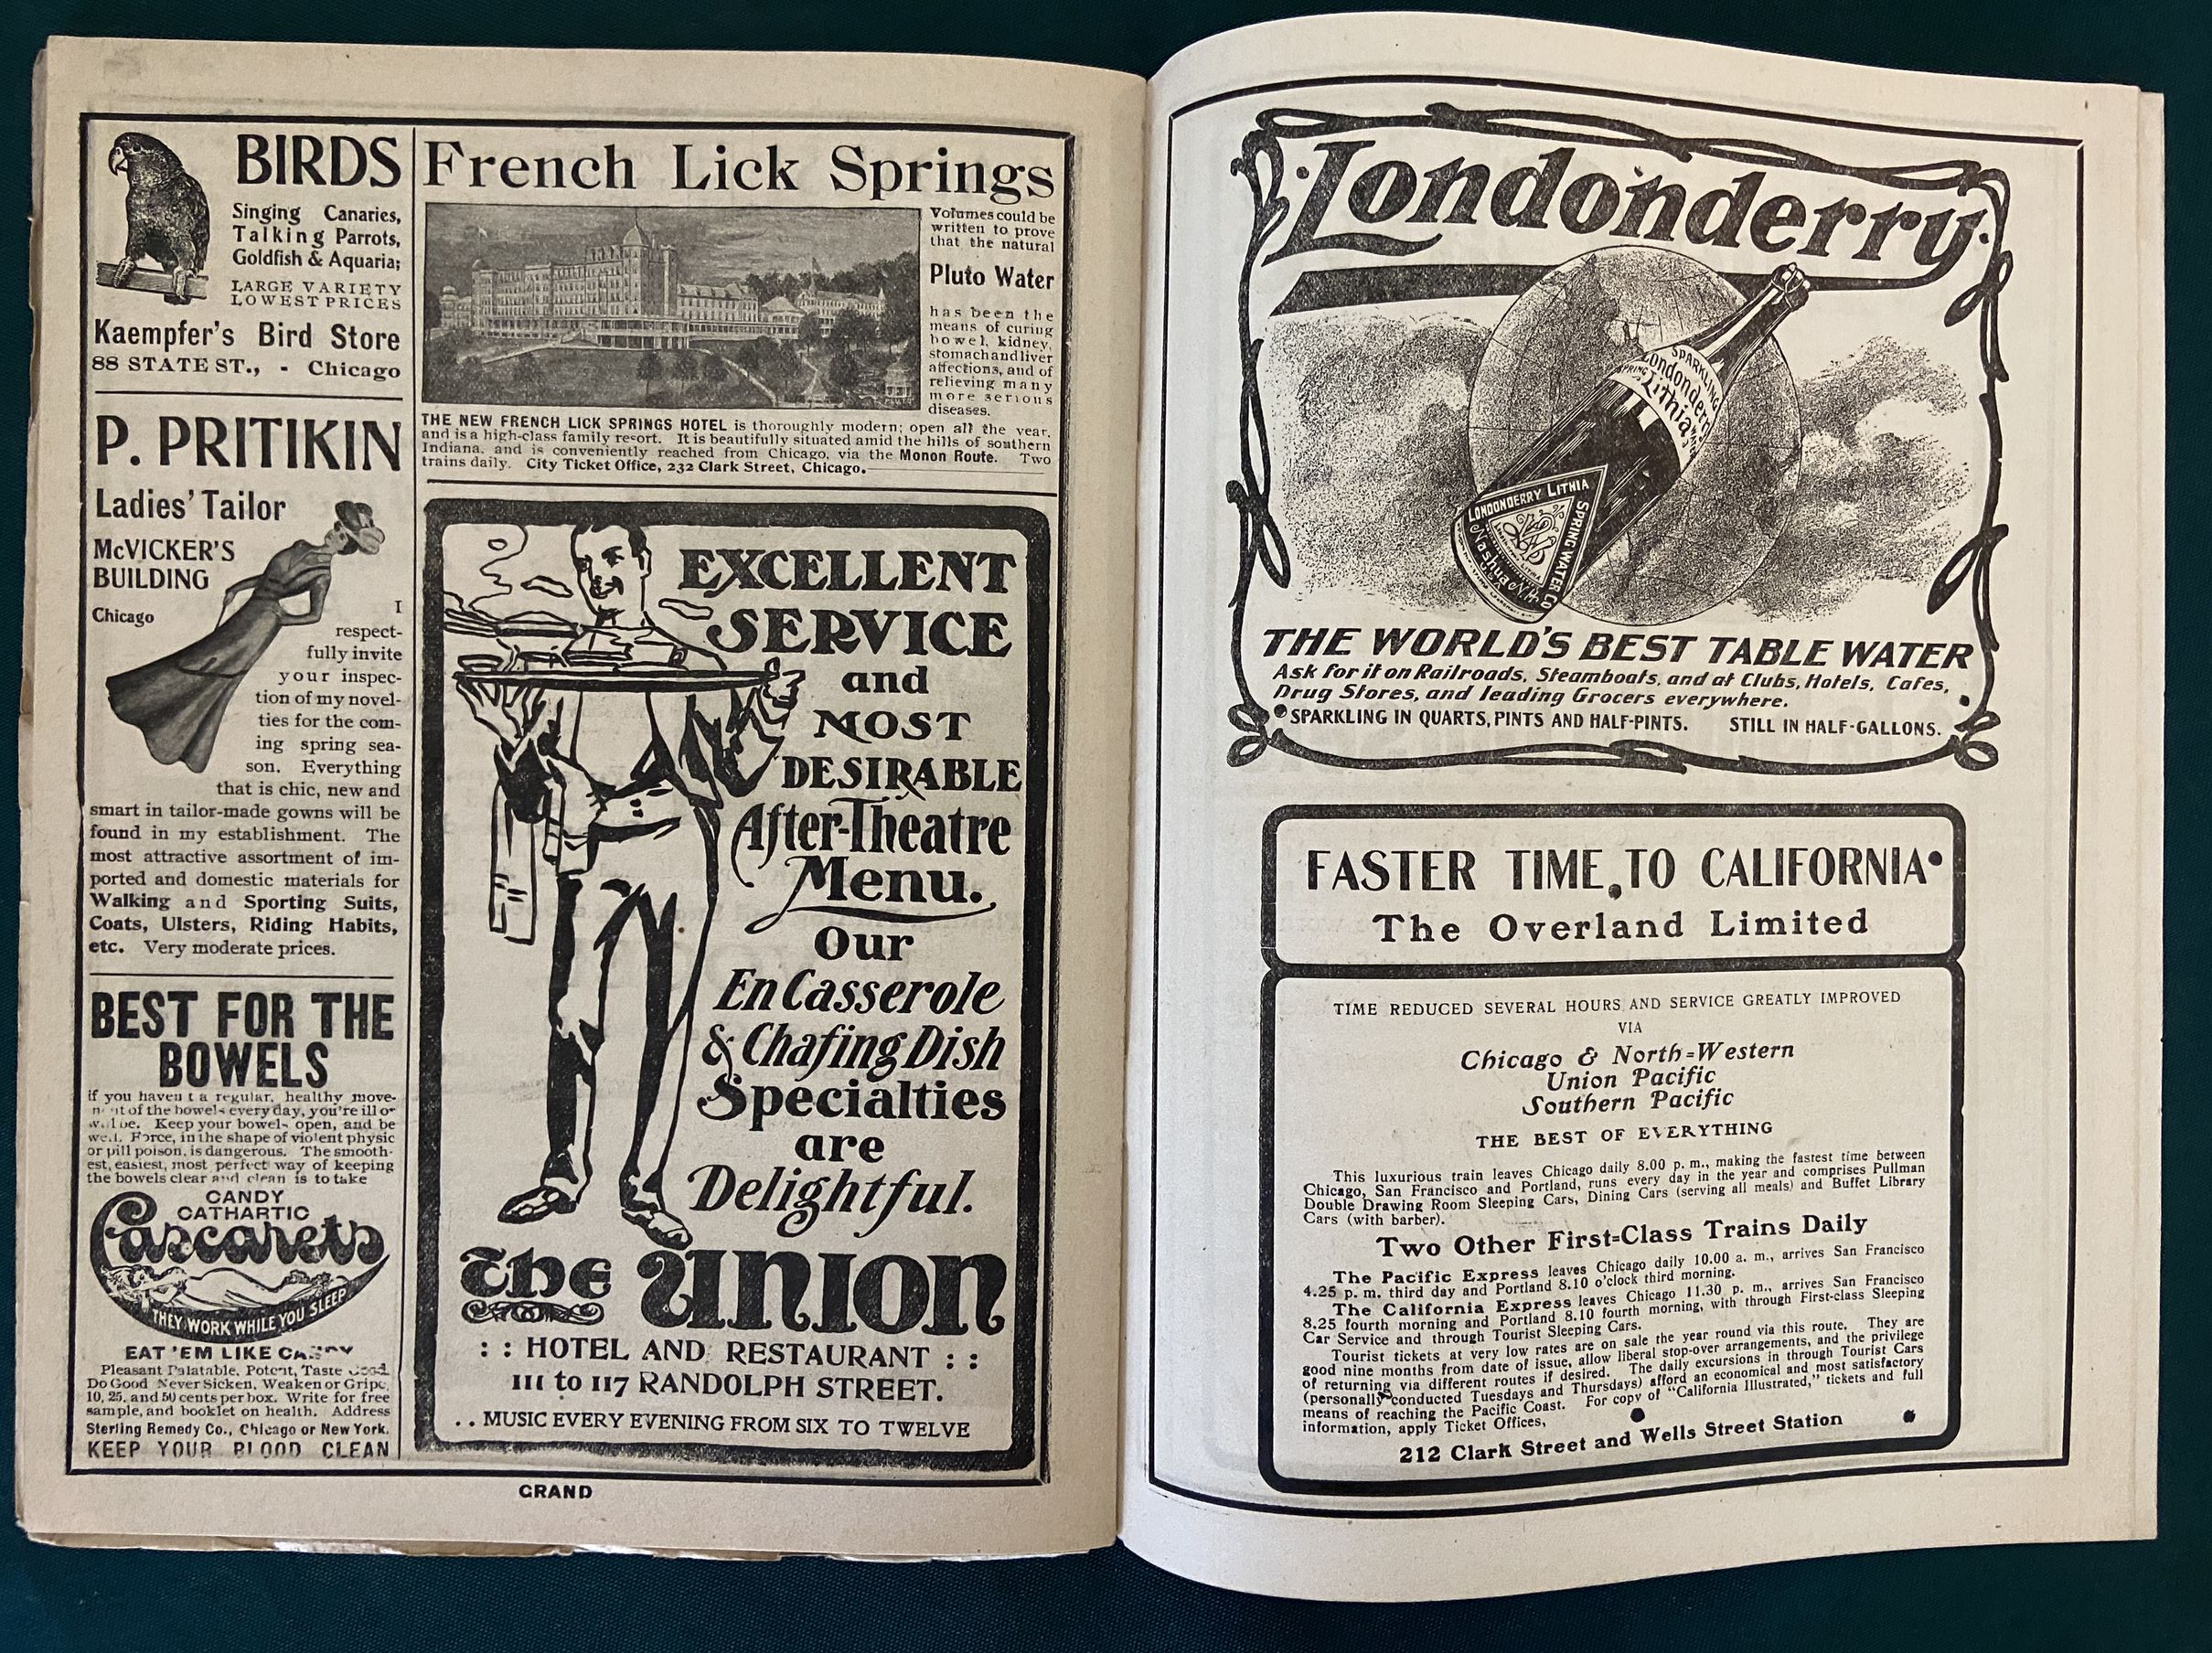 BIRDS
Singing Canaries,
Talking Parrots,
Goldfish & Aquaria;
LARGE VARIETY
LOWEST PRICES
Kaempfer's Bird Store
88 STATE ST., - Chicago
P. PRITIKIN
Ladies' Tailor
McVICKER'S
BUILDING
Chicago
I
respect-
fully invite
your inspec-
tion of my novel-
ties for the com-
ing spring sea-
son. Everything
that is chic, new and
smart in tailor-made gowns will be
found in my establishment. The
most attractive assortment of im-
ported and domestic materials for
Walking and Sporting Suits,
Coats, Ulsters, Riding Habits,
etc. Very moderate prices.
BEST FOR THE
BOWELS
If you haven't a regular, healthy move-
of the bowels every day, you're ill or
will be. Keep your bowels open, and be
well. Force, in the shape of violent physic
or pill poison, is dangerous. The smooth-
est, easiest, most perfect way of keeping
the bowels clear and clean is to take
CANDY
CATHARTIC
Cascarets
THEY WORK WHILE YOU SLEEP
EAT 'EM LIKE CANDY
Pleasant Palatable, Potent, Taste Good.
Do Good Never Sicken, Weaken or Gripe,
10, 25, and 50 cents per box. Write for free
sample, and booklet on health. Address
Sterling Remedy Co., Chicago or New York.
KEEP YOUR BLOOD CLEAN
French Lick Springs
Volumes could be
written to prove
that the natural
Pluto Water
has been the
means of curing
bowel, kidney,
stomach and liver
affections, and of
relieving many
more serious
diseases.
THE NEW FRENCH LICK SPRINGS HOTEL is thoroughly modern; open all the year,
and is a high-class family resort. It is beautifully situated amid the hills of southern
Indiana, and is conveniently reached from Chicago, via the Monon Route. Two
trains daily. City Ticket Office, 232 Clark Street, Chicago.
EXCELLENT
SERVICE
and
MOST
DESIRABLE
After-Theatre
Menu.
Our
En Casserole
& Chafing Dish
Specialties
are
Delightful.
The UNION
: : HOTEL AND RESTAURANT : :
111 to 117 RANDOLPH STREET.
. . MUSIC EVERY EVENING FROM SIX TO TWELVE
GRAND
Londonderry
SPARKLING
Londonderry
SPRING Lithia WATER
LONDONDERRY LITHIA
SPRING WATER CO
Nashua N.H.
THE WORLD'S BEST TABLE WATER
Ask for it on Railroads, Steamboats, and at Clubs, Hotels, Cafes,
Drug Stores, and leading Grocers everywhere.
SPARKLING IN QUARTS, PINTS AND HALF-PINTS. STILL IN HALF-GALLONS.
FASTER TIME TO CALIFORNIA
The Overland Limited
TIME REDUCED SEVERAL HOURS AND SERVICE GREATLY IMPROVED
VIA
Chicago & North=Western
Union Pacific
Southern Pacific
THE BEST OF EVERYTHING
This luxurious train leaves Chicago daily 8.00 p. m., making the fastest time between
Chicago, San Francisco and Portland, runs every day in the year and comprises Pullman
Double Drawing Room Sleeping Cars, Dining Cars (serving all meals) and Buffet Library
Cars (with barber).
Two Other First=Class Trains Daily
The Pacific Express leaves Chicago daily 10.00 a. m., arrives San Francisco
4.25 p. m. third day and Portland 8.10 o'clock third morning.
The California Express leaves Chicago 11.30 p. m., arrives San Francisco
8.25 fourth morning and Portland 8.10 fourth morning, with through First-class Sleeping
Car Service and through Tourist Sleeping Cars.
Tourist tickets at very low rates are on sale the year round via this route. They are
good nine months from date of issue, allow liberal stop-over arrangements, and the privilege
of returning via different routes if desired. The daily excursions in through Tourist Cars
(personally conducted Tuesdays and Thursdays) afford an economical and most satisfactory
means of reaching the Pacific Coast. For copy of "California Illustrated," tickets and full
information, apply Ticket Offices,
212 Clark Street and Wells Street Station